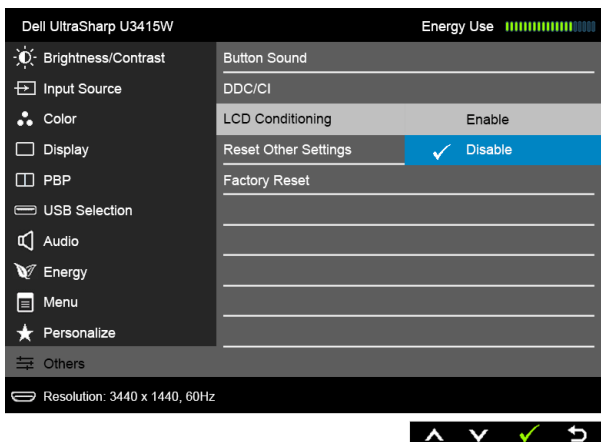 Dell UltraSharp U3415W
Energy Use
Brightness/Contrast
Button Sound
Input Source
DDC/CI
Color
LCD Conditioning
Enable
Display
Reset Other Settings
Disable
PBP
Factory Reset
USB Selection
Audio
Energy
Menu
Personalize
Others
Resolution: 3440 x 1440, 60Hz